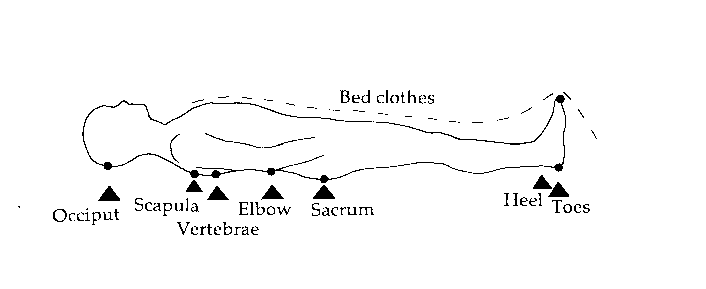 Bed clothes
Occiput
Scapula
Vertebrae
Elbow
Sacrum
Heel
Toes